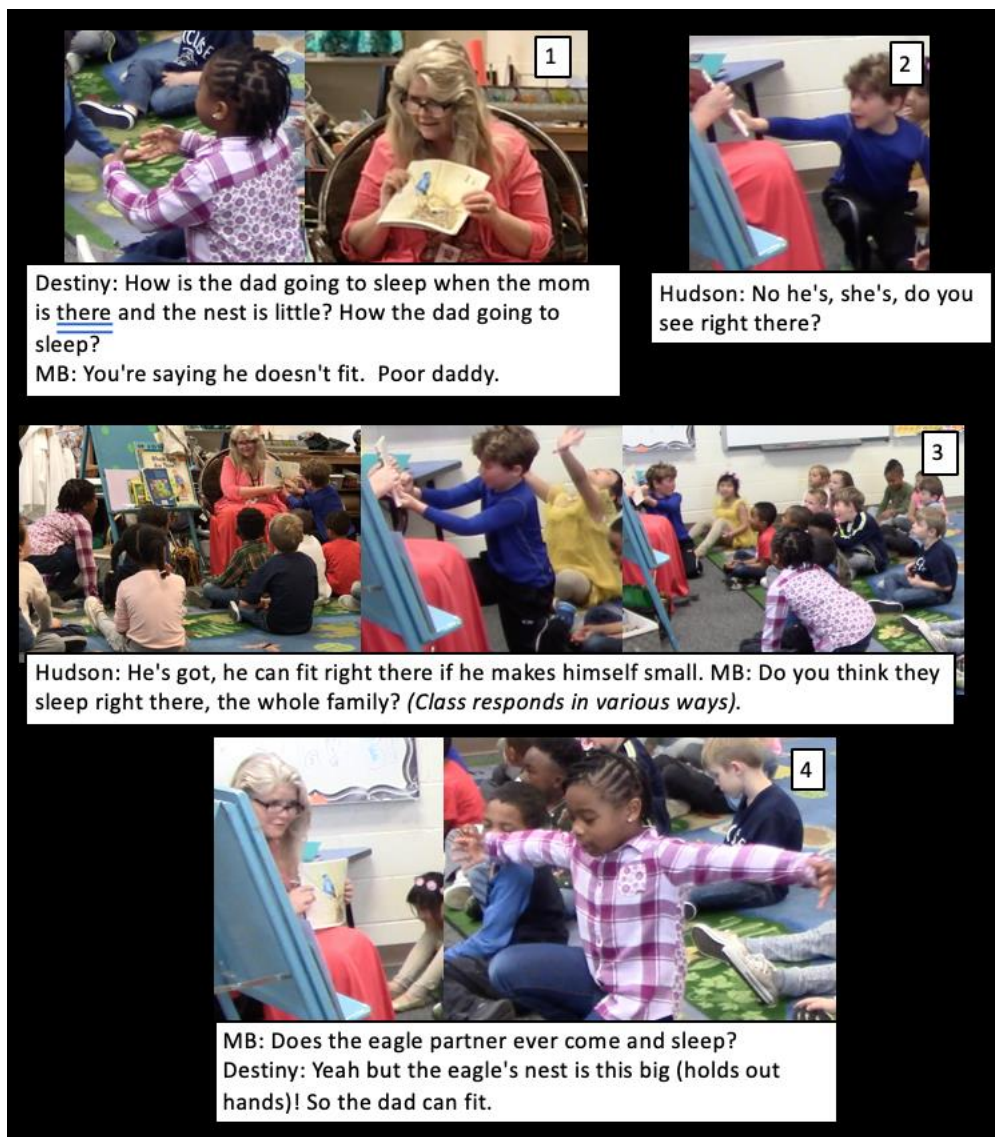 1
Destiny: How is the dad going to sleep when the mom
is there and the nest is little? How the dad going to
sleep?
MB: You're saying he doesn't fit.  Poor daddy.
2
Hudson: No he's, she's, do you
see right there?
3
Hudson: He's got, he can fit right there if he makes himself small. MB: Do you think they
sleep right there, the whole family? (Class responds in various ways).
4
MB: Does the eagle partner ever come and sleep?
Destiny: Yeah but the eagle's nest is this big (holds out
hands)! So the dad can fit.